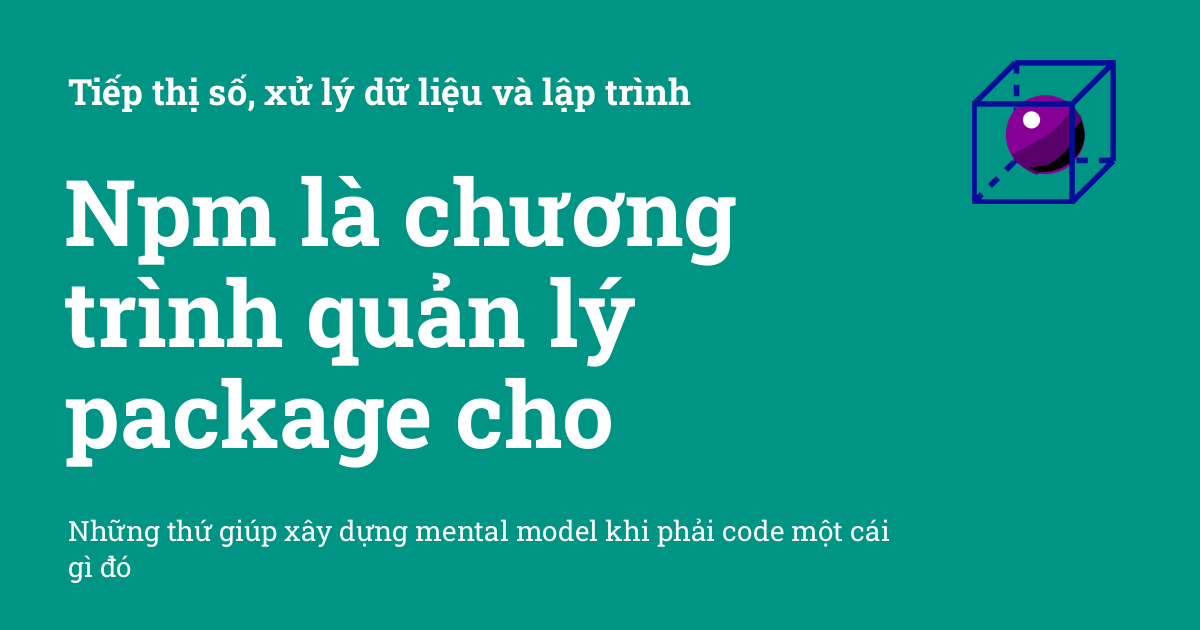 Tiếp thị số, xử lý dữ liệu và lập trình
Npm là chương
trình quản lý
package cho
Những thứ giúp xây dựng mental model khi phải code một cái
gì đó